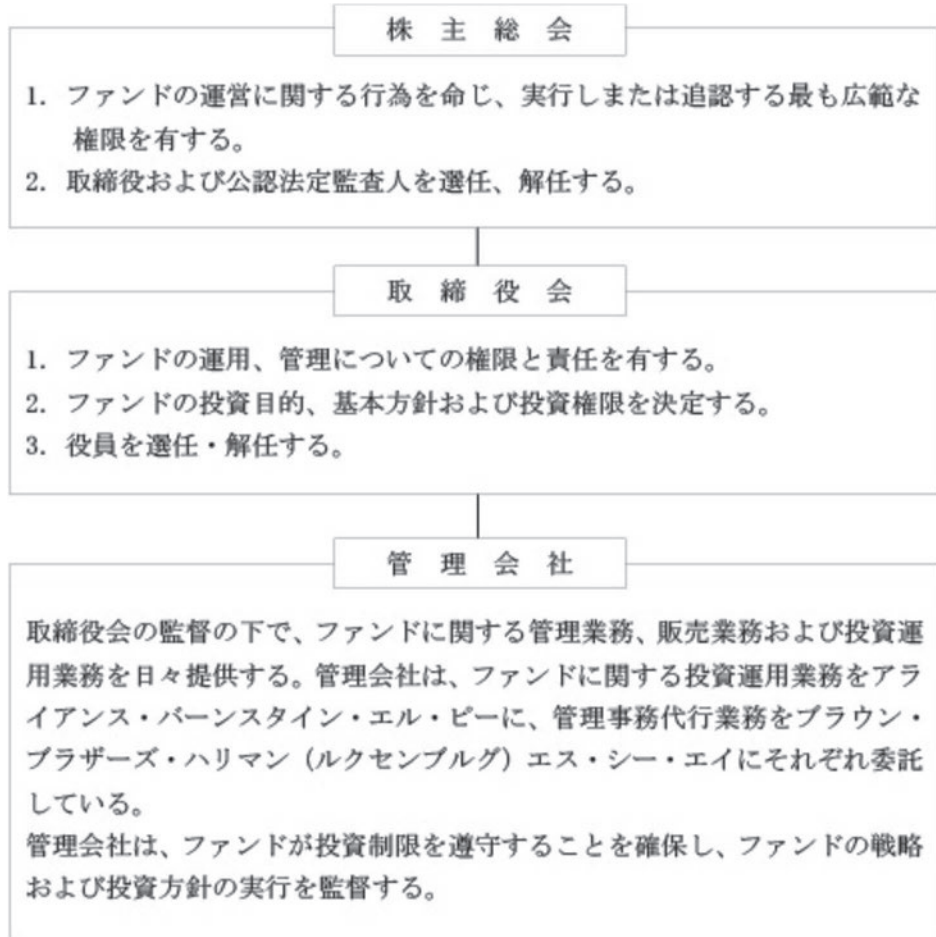 株主総会
1. ファンドの運営に関する行為を命じ、実行しまたは追認する最も広範な
権限を有する。
2. 取締役および公認法定監査人を選任、解任する。
取締役会
1. ファンドの運用、管理についての権限と責任を有する。
2. ファンドの投資目的、基本方針および投資権限を決定する。
3. 役員を選任・解任する。
管理会社
取締役会の監督の下で、ファンドに関する管理業務、販売業務および投資運
用業務を日々提供する。管理会社は、ファンドに関する投資運用業務をアラ
イアンス・バーンスタイン・エル・ピーに、管理事務代行業務をブラウン・
ブラザーズ・ハリマン（ルクセンブルグ）エス・シー・エイにそれぞれ委託
している。
管理会社は、ファンドが投資制限を遵守することを確保し、ファンドの戦略
および投資方針の実行を監督する。